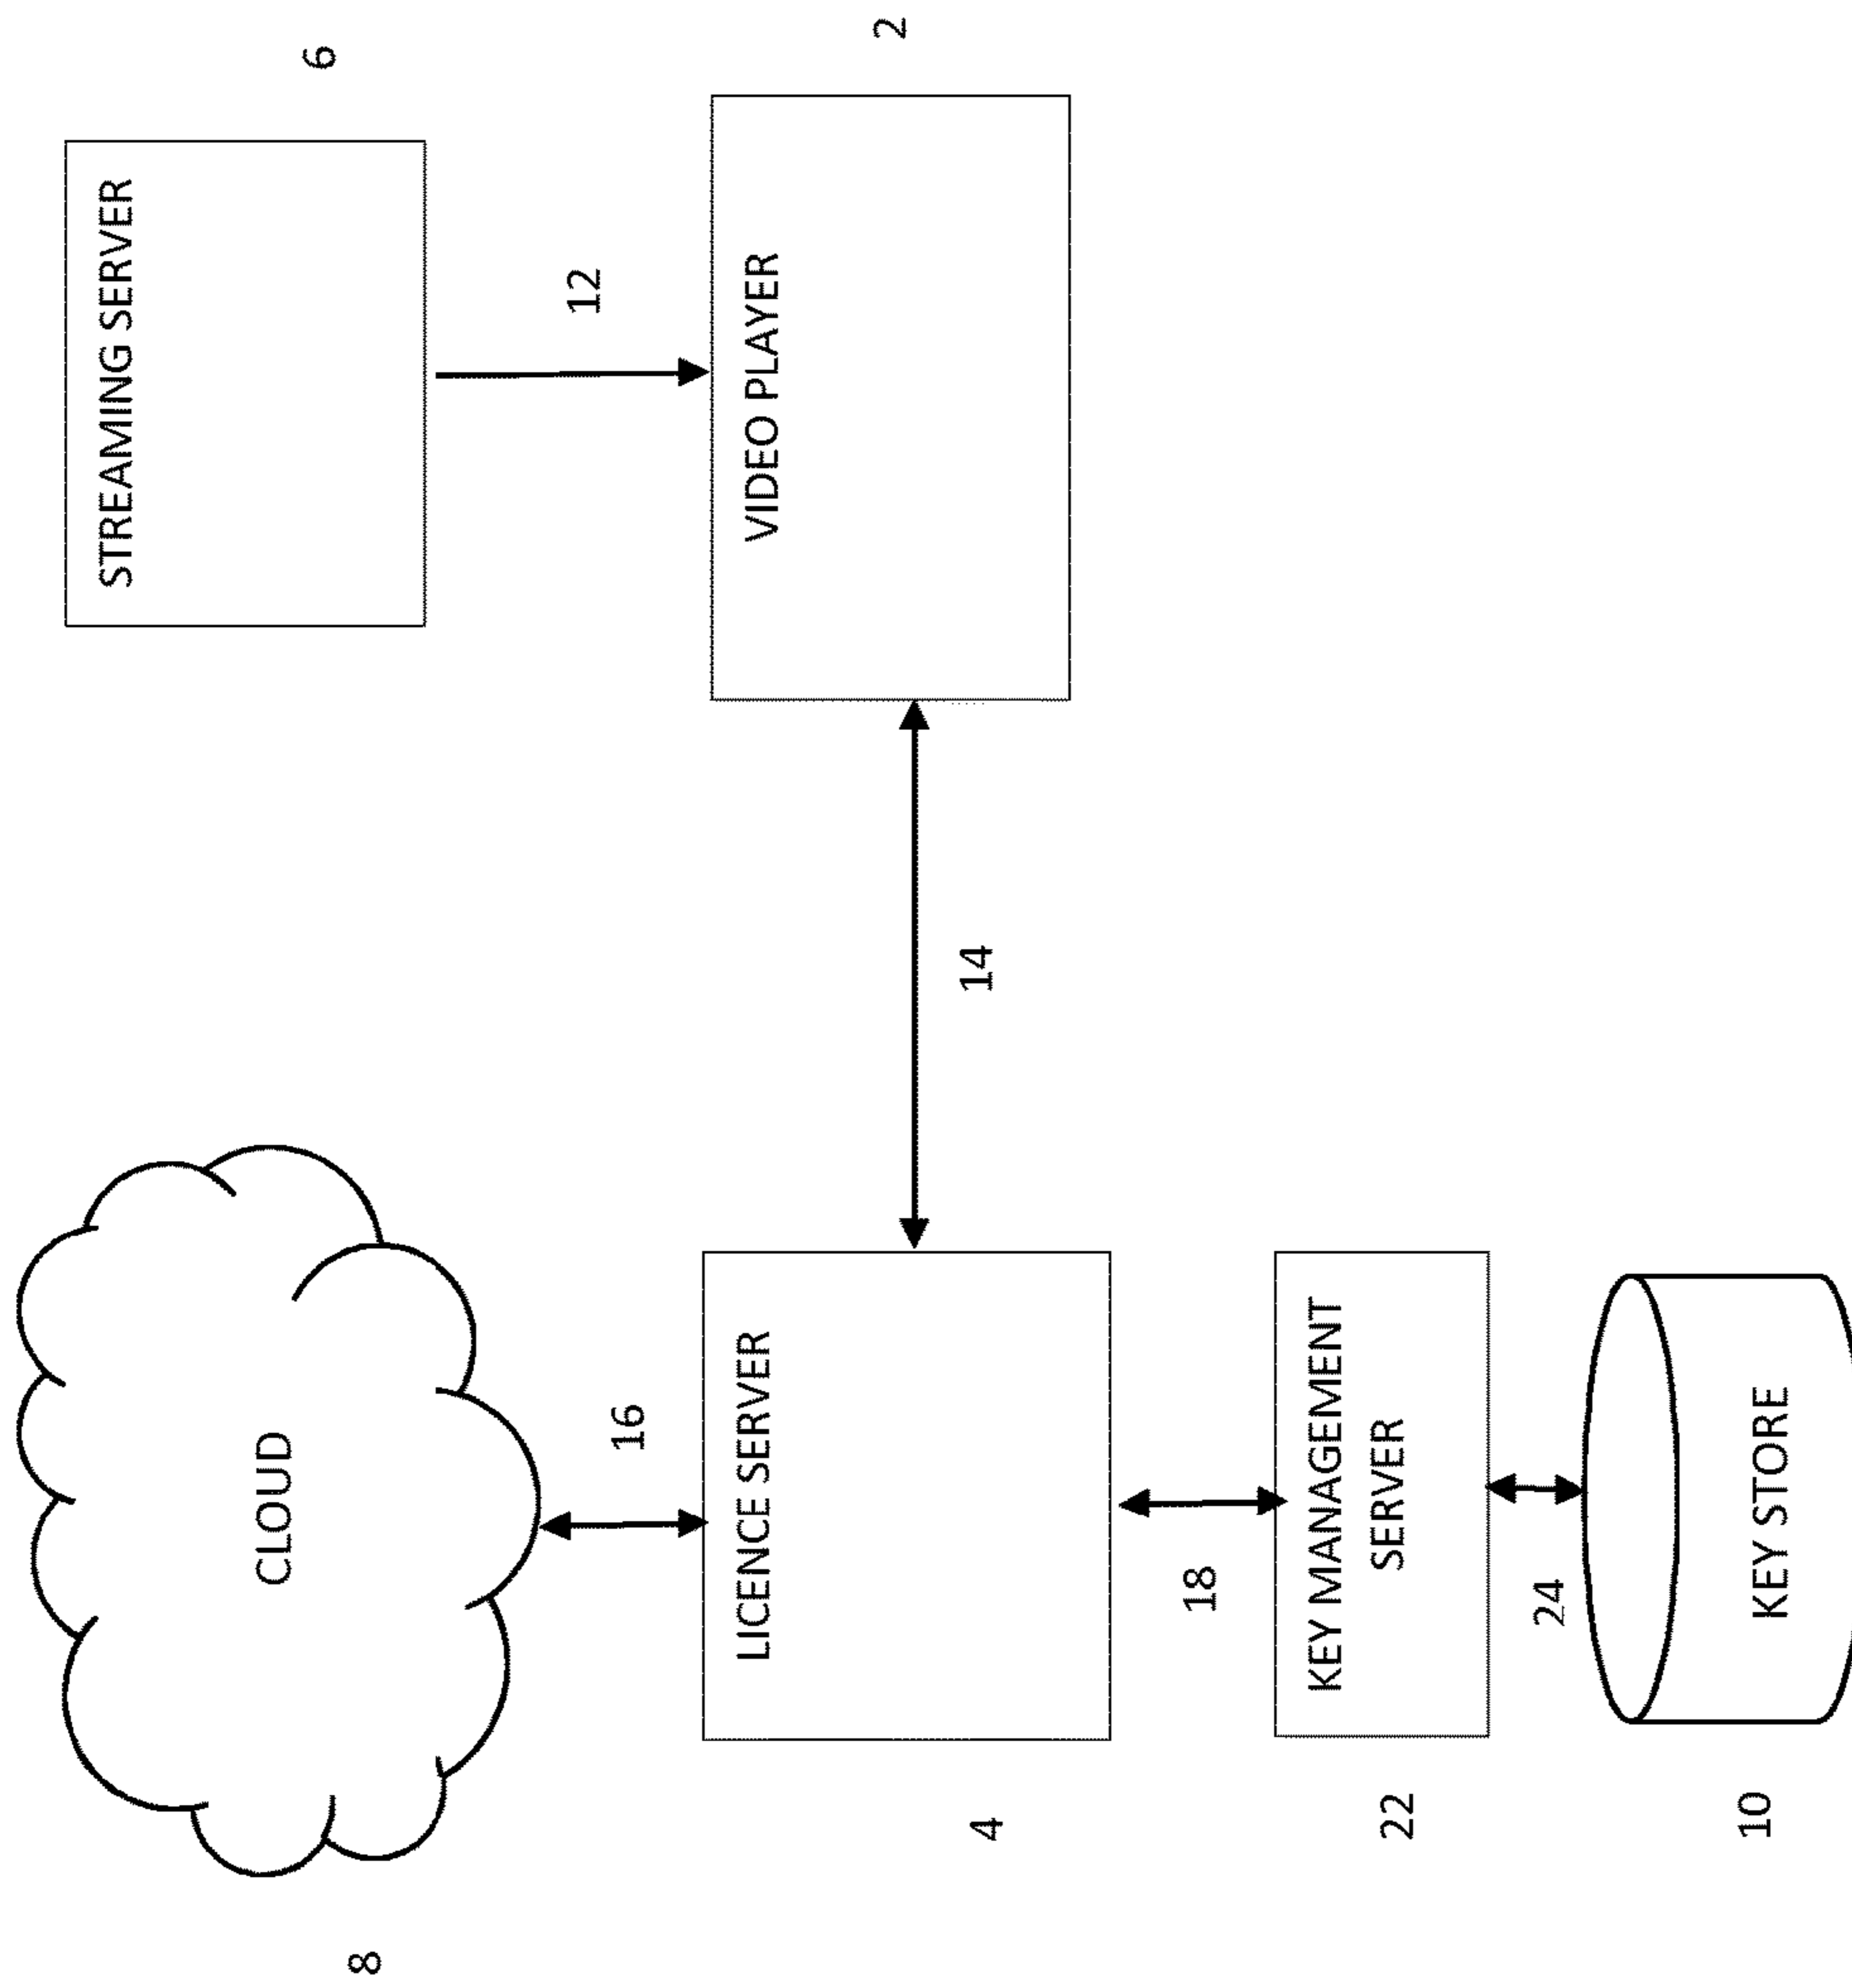 8
CLOUD
16
4
LICENCE SERVER
18
22
KEY MANAGEMENT
SERVER
24
10
KEY STORE
14
STREAMING SERVER
6
12
VIDEO PLAYER
2